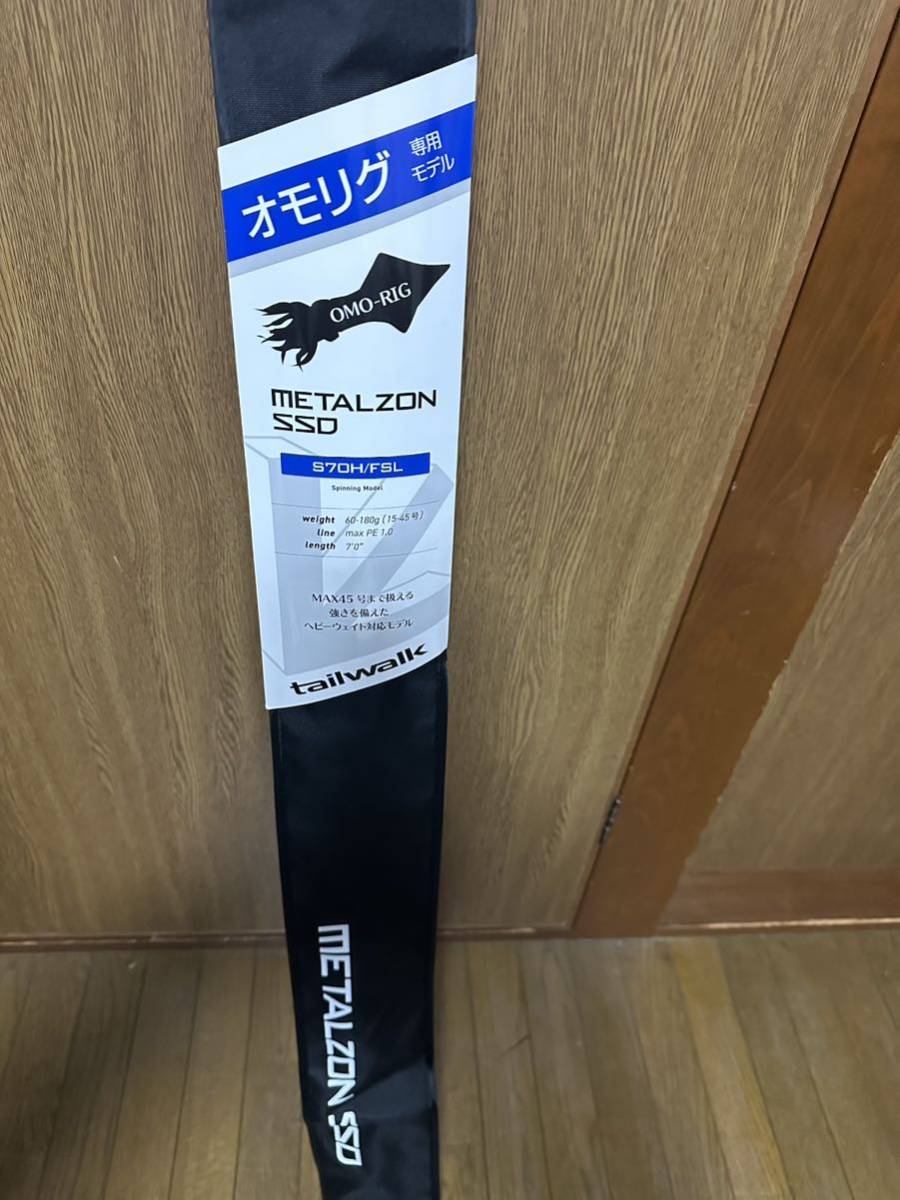 オモリグ 専用
モデル
OMO-RIG
METALZON
SSD
S70H/FSL
Spinning Model
weight 60-180g (15-45号)
line max PE 1.0
length 7'0"
MAX45号まで扱える
強さを備えた
ヘビーウェイト対応モデル
tailwalk
METALZON SSD